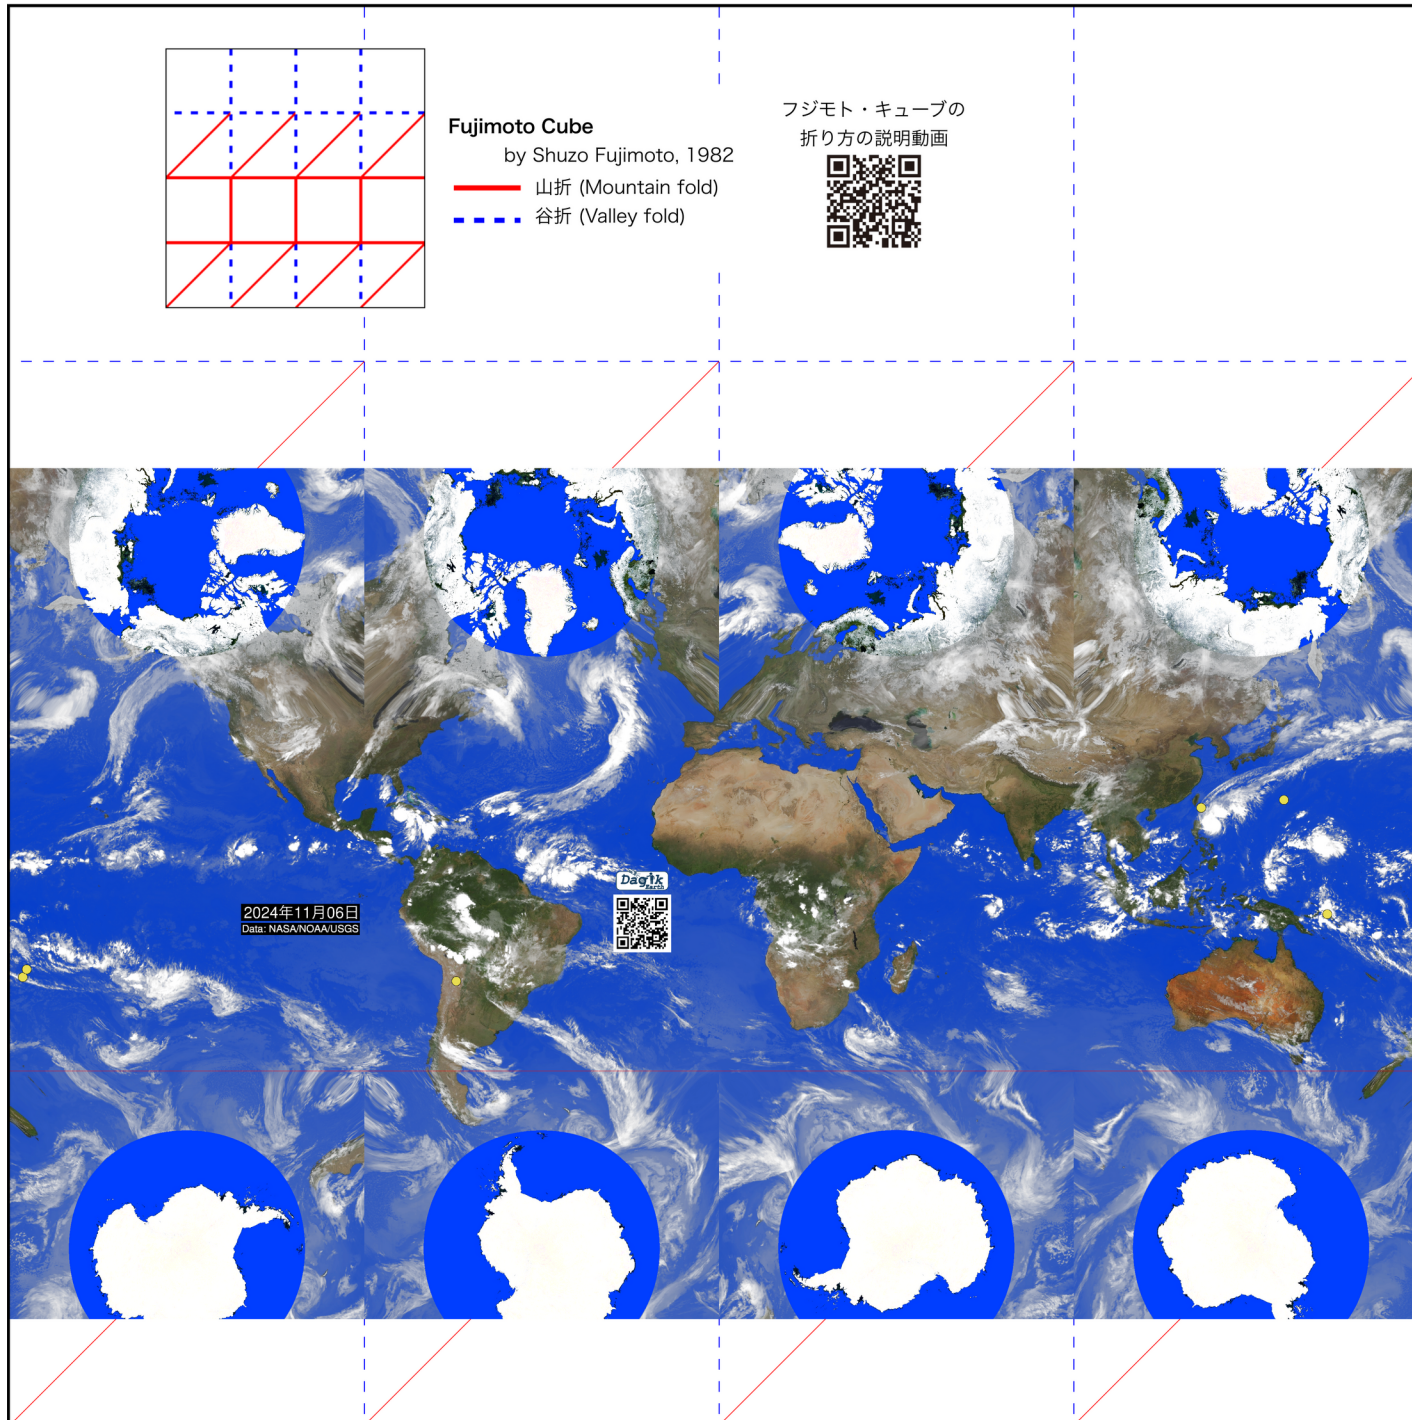 Fujimoto Cube
by Shuzo Fujimoto, 1982
山折 (Mountain fold)
谷折 (Valley fold)
フジモト・キューブの
折り方の説明動画
Dagik
Earth
2024年11月06日
Data: NASA/NOAA/USGS